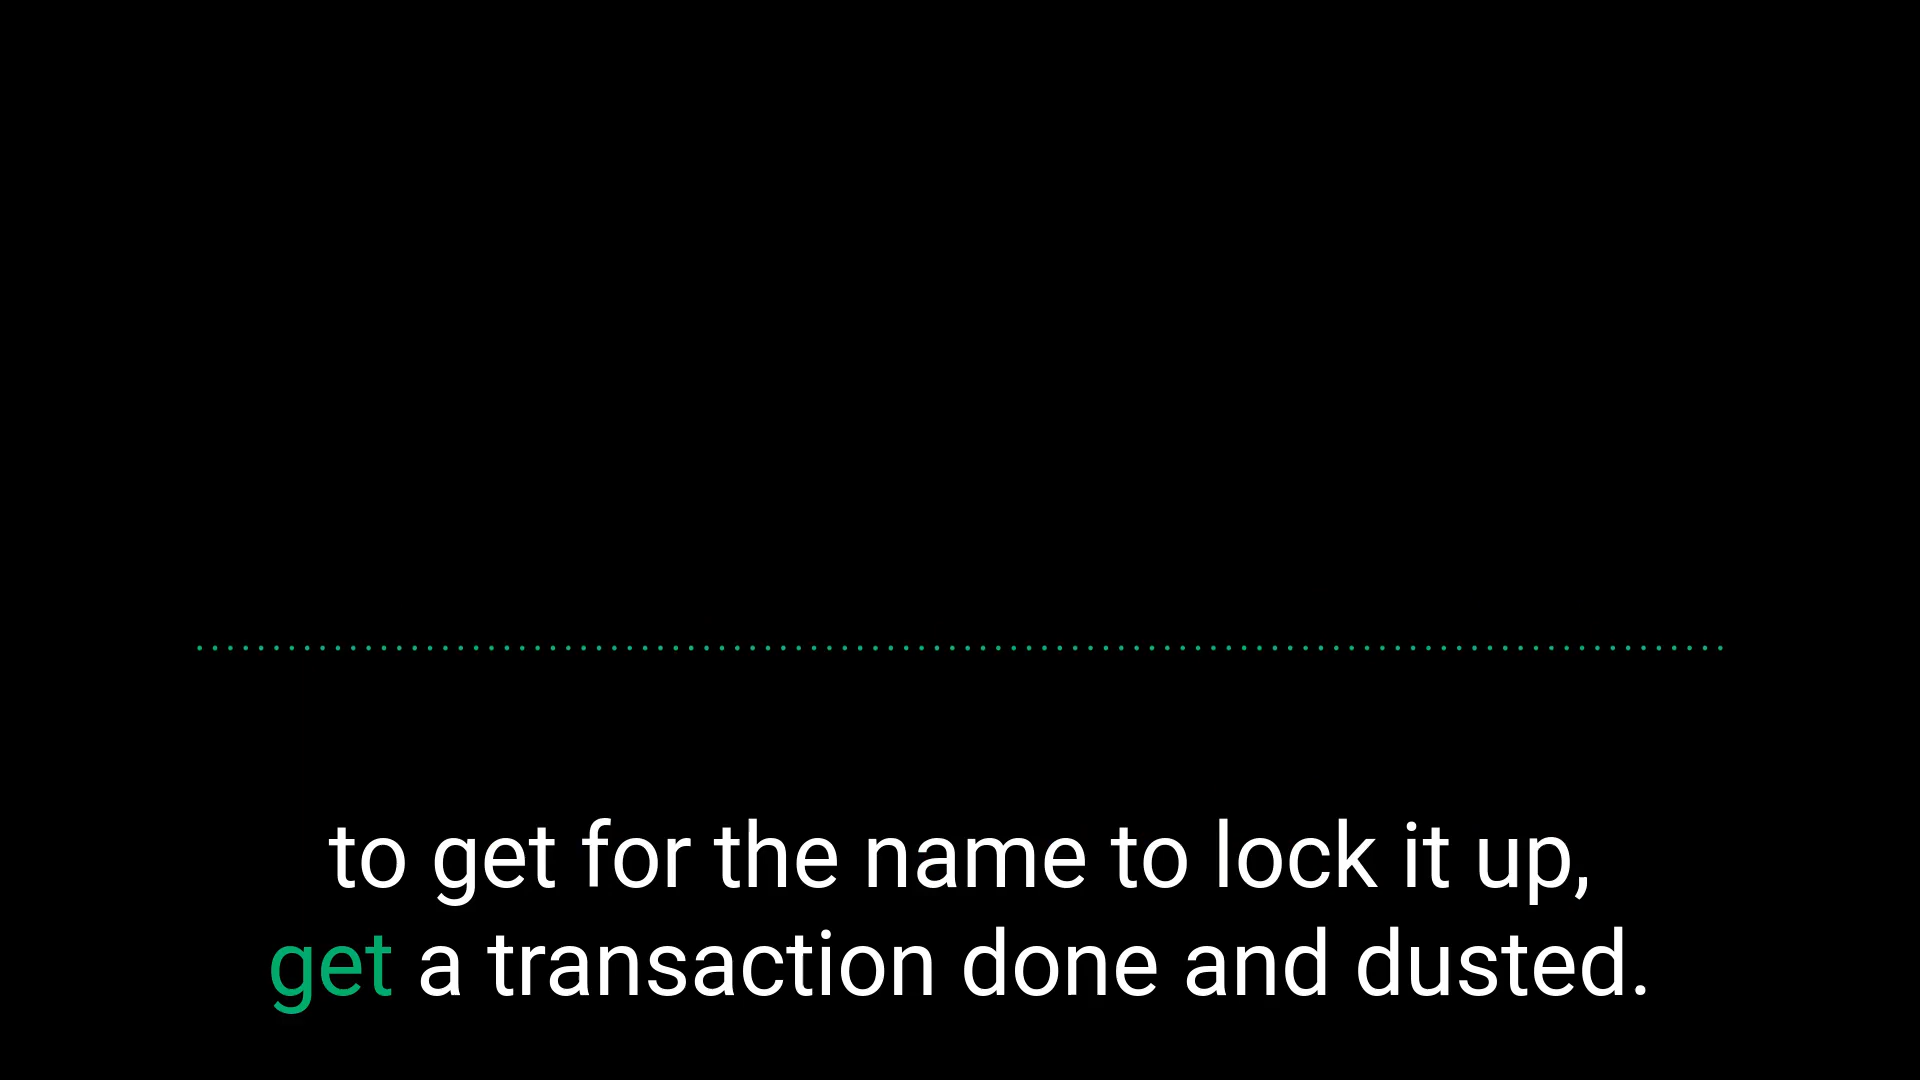 to get for the name to lock it up,
get a transaction done and dusted.